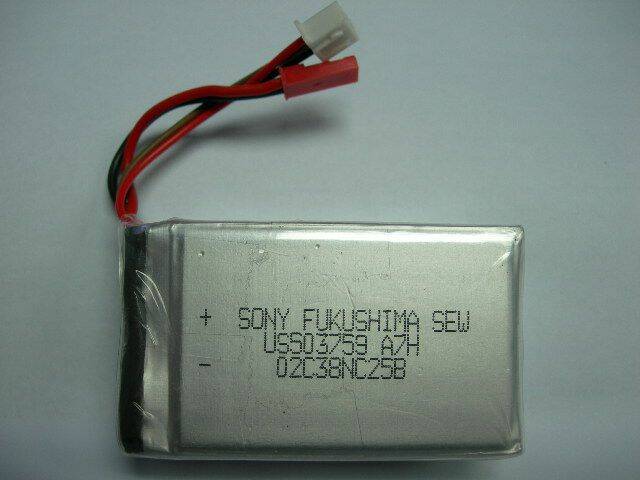 + SONY FUKUSHIMA SEW
US503759 A7H
- 02C38NC25B